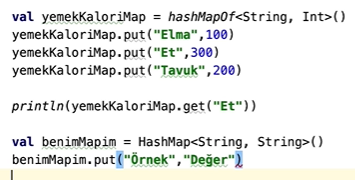 val yemekKaloriMap = hashMapOf<String, Int>()
yemekKaloriMap.put("Elma",100)
yemekKaloriMap.put("Et",300)
yemekKaloriMap.put("Tavuk",200)
println(yemekKaloriMap.get("Et"))
val benimMapim = HashMap<String, String>()
benimMapim.put("Örnek","Değer")